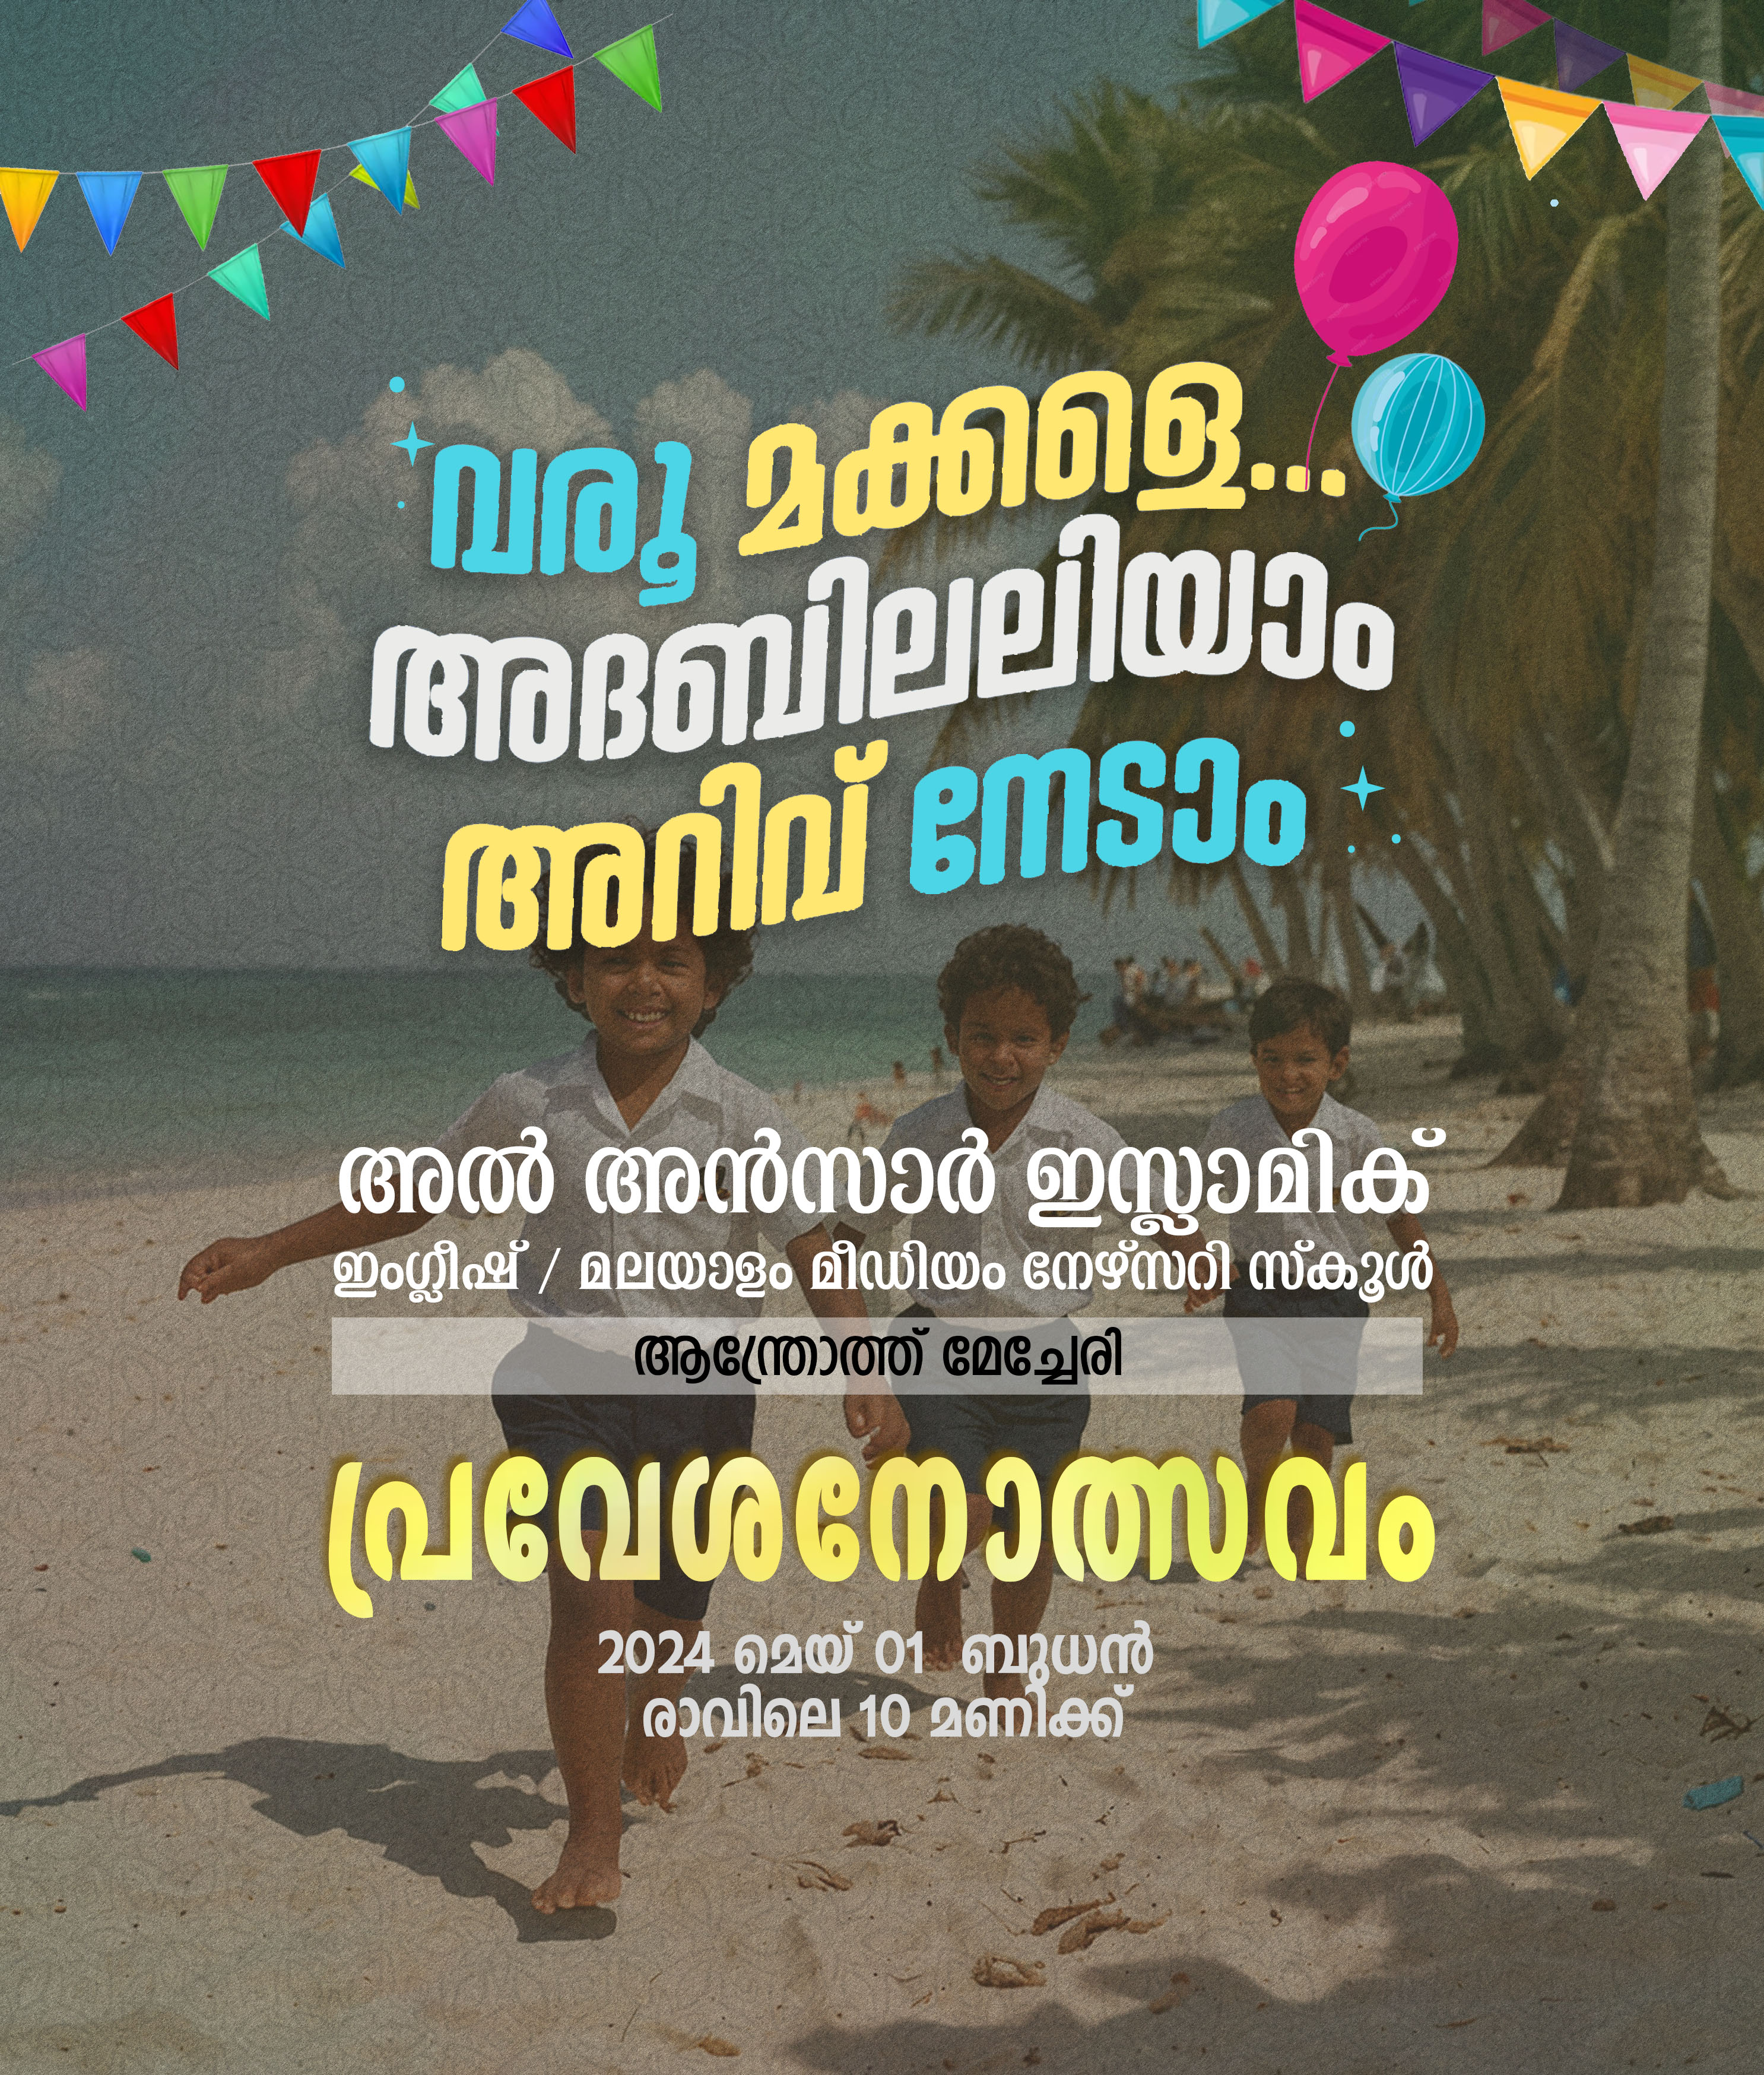 വരൂ മക്കളെ...
അദബിലലിയാം
അറിവ് നേടാം
അൽ അൻസാർ ഇസ്ലാമിക്
ഇംഗ്ലീഷ് / മലയാളം മീഡിയം നേഴ്സറി സ്കൂൾ
ആന്ത്രോത്ത് മേച്ചേരി
പ്രവേശനോത്സവം
2024 മെയ് 01 ബുധൻ
രാവിലെ 10 മണിക്ക്